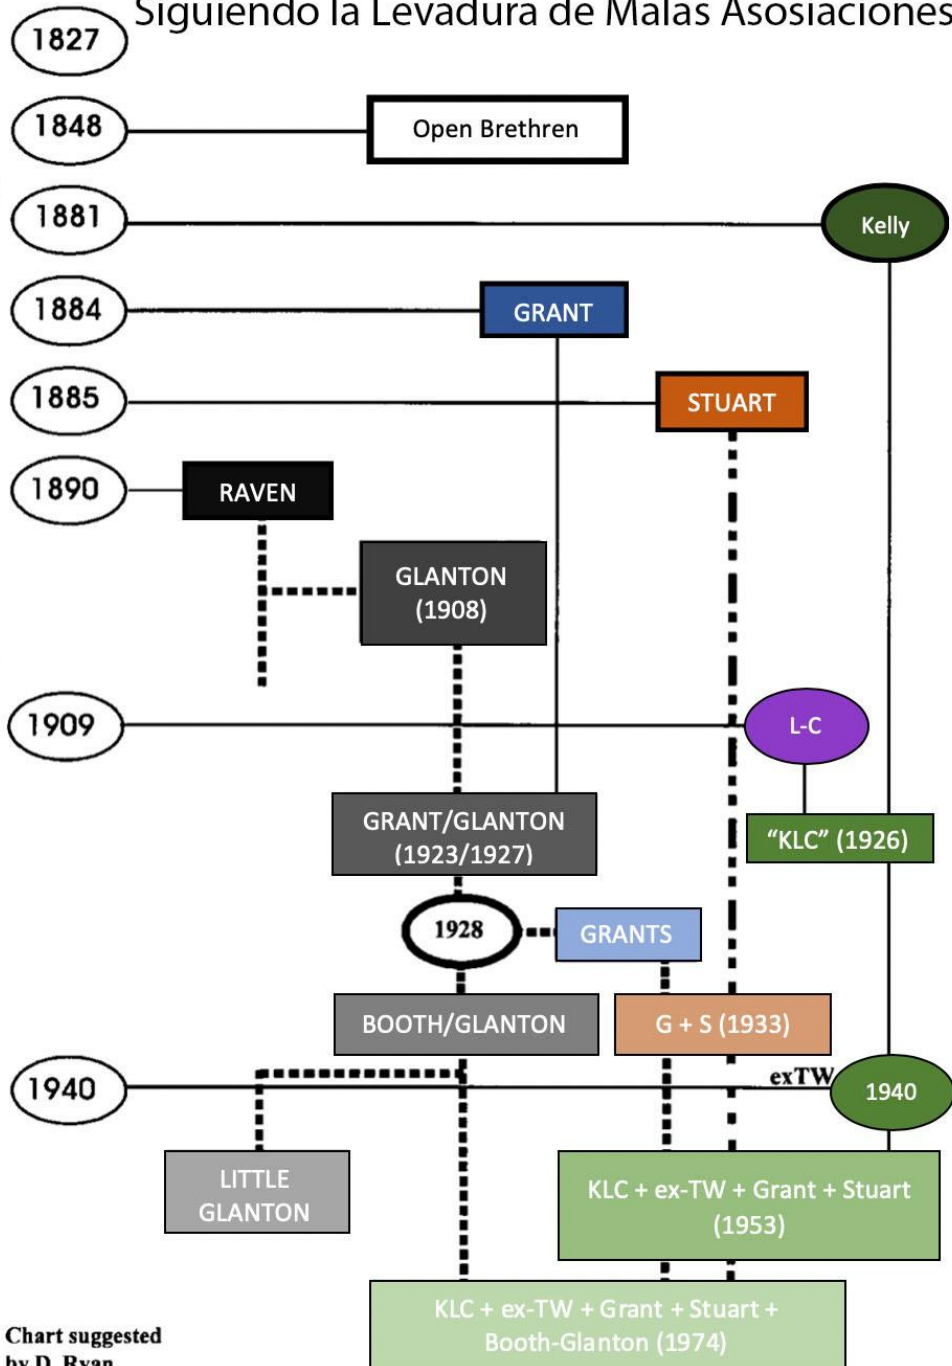 Siguiendo la Levadura de Malas Asosiaciones
1827
1848
Open Brethren
1881
Kelly
1884
GRANT
1885
STUART
1890
RAVEN
GLANTON
(1908)
1909
L-C
GRANT/GLANTON
(1923/1927)
"KLC" (1926)
1928
GRANTS
BOOTH/GLANTON
G + S (1933)
1940
exTW
1940
LITTLE
GLANTON
KLC + ex-TW + Grant + Stuart
(1953)
KLC + ex-TW + Grant + Stuart +
Booth-Glanton (1974)
Chart suggested
by D. Ryan